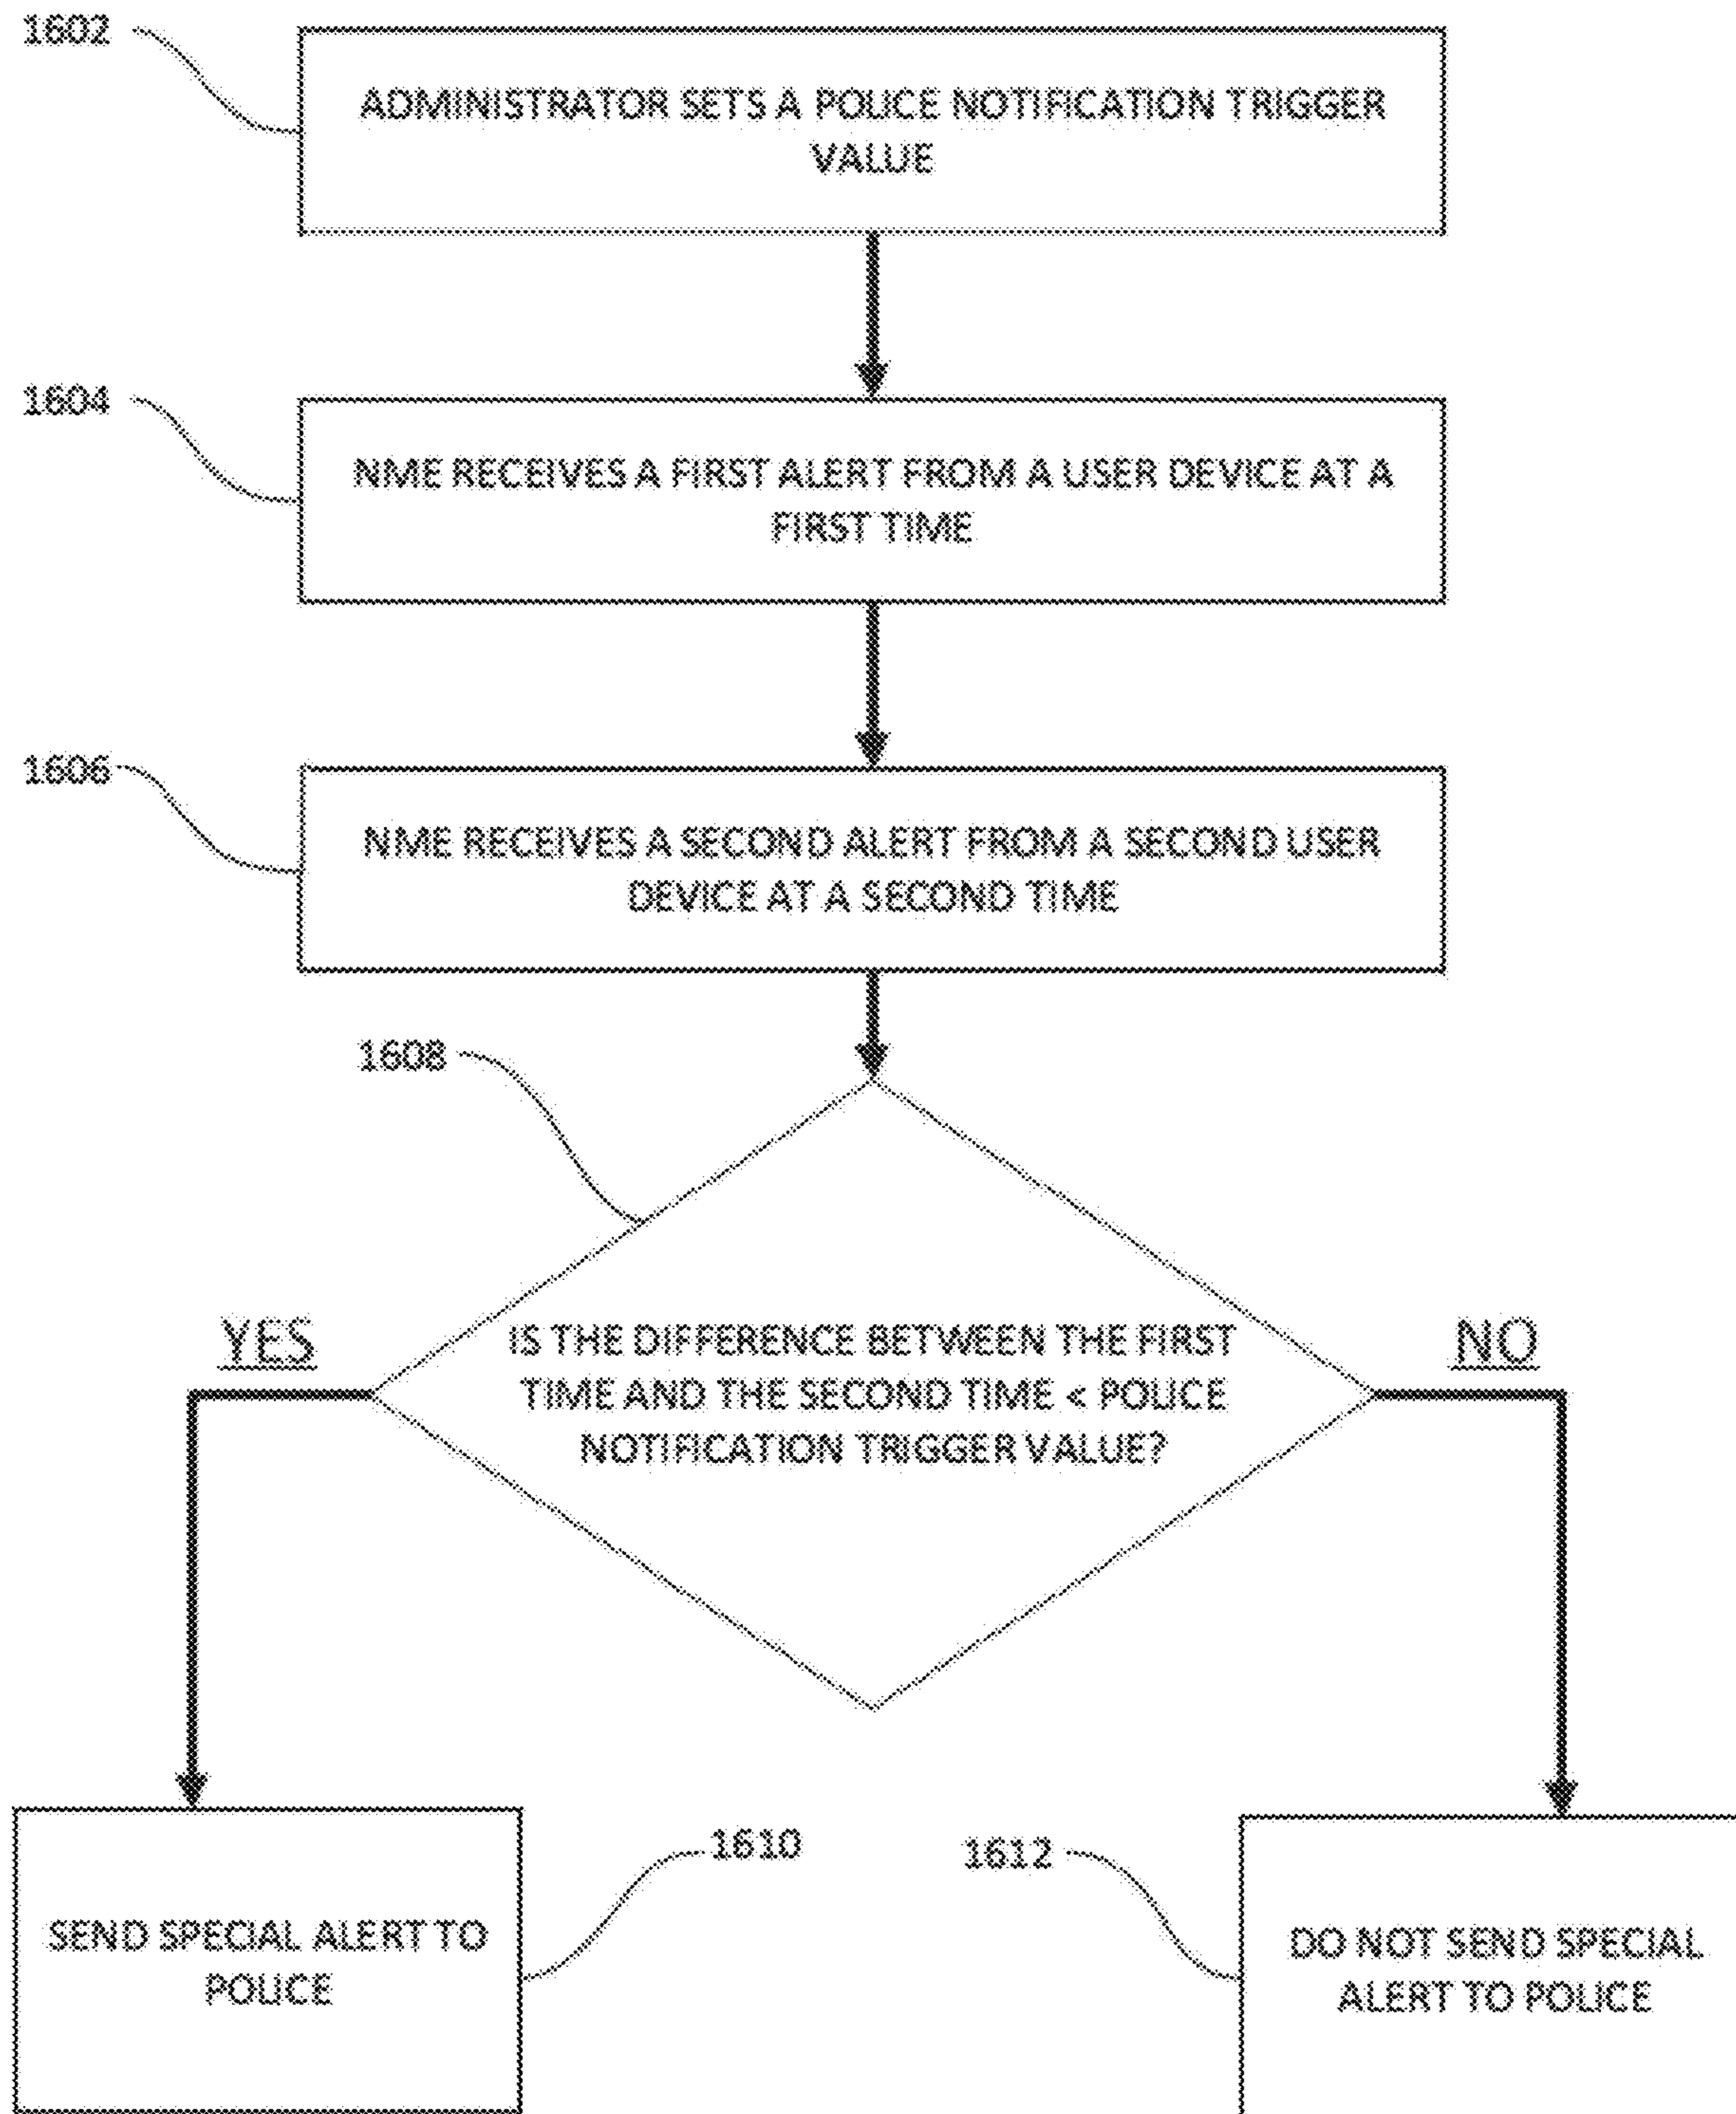 1602
ADMINISTRATOR SETS A POLICE NOTIFICATION TRIGGER
VALUE
1604
NME RECEIVES A FIRST ALERT FROM A USER DEVICE AT A
FIRST TIME
1606
NME RECEIVES A SECOND ALERT FROM A SECOND USER
DEVICE AT A SECOND TIME
1608
YES
NO
IS THE DIFFERENCE BETWEEN THE FIRST
TIME AND THE SECOND TIME < POLICE
NOTIFICATION TRIGGER VALUE?
1610
1612
SEND SPECIAL ALERT TO
POLICE
DO NOT SEND SPECIAL
ALERT TO POLICE